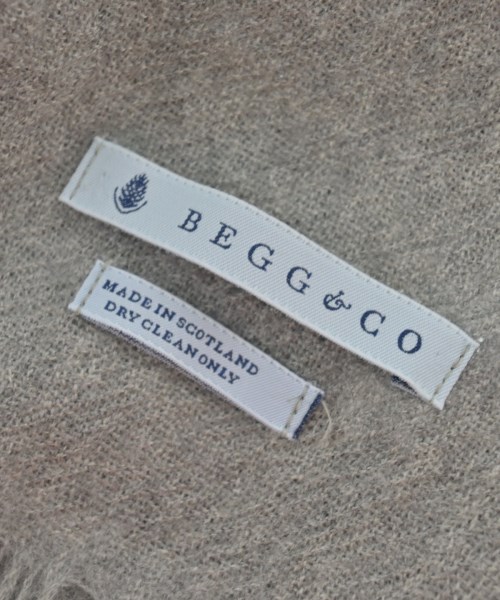 BEGG & CO
MADE IN SCOTLAND
DRY CLEAN ONLY